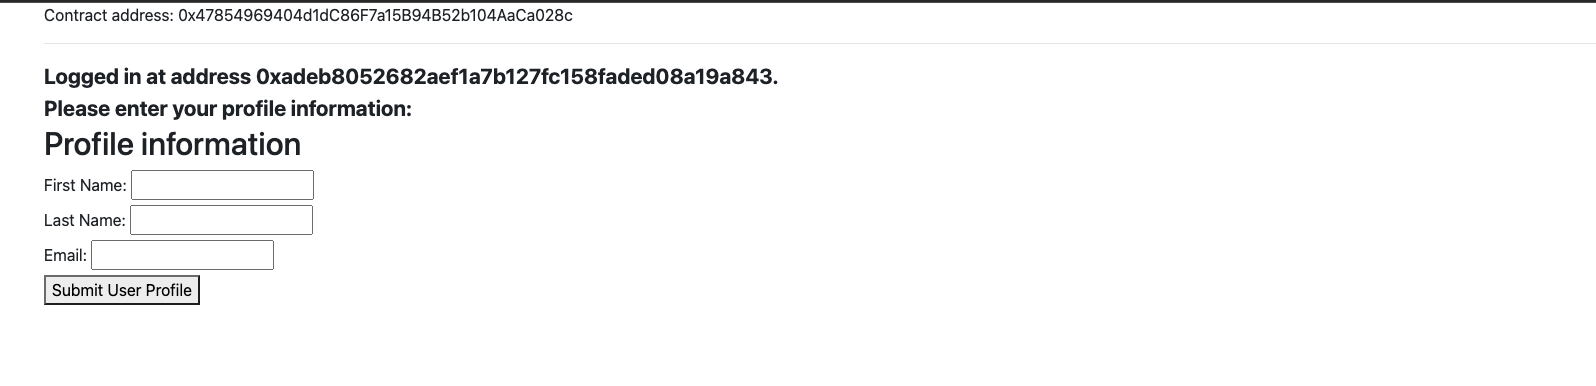 Contract address: 0x47854969404d1dC86F7a15B94B52b104AaCa028c
Logged in at address 0xadeb8052682aef1a7b127fc158faded08a19a843.
Please enter your profile information:
Profile information
First Name:
Last Name:
Email:
Submit User Profile